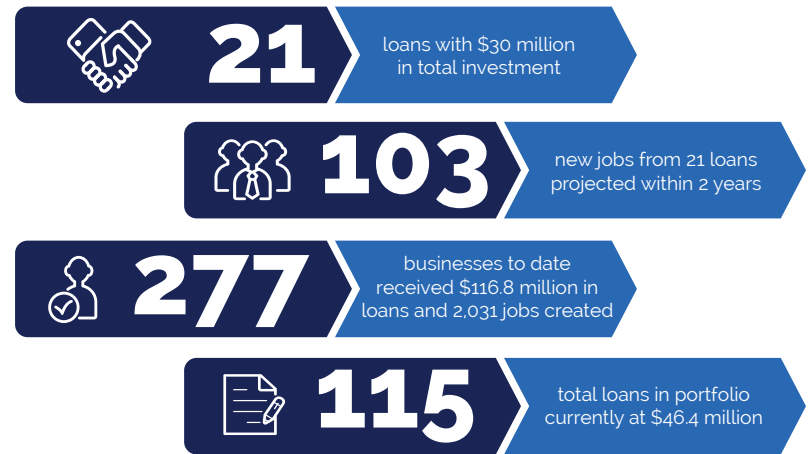 21
loans with $30 million
in total investment
103
new jobs from 21 loans
projected within 2 years
277
businesses to date
received $116.8 million in
loans and 2,031 jobs created
115
total loans in portfolio
currently at $46.4 million